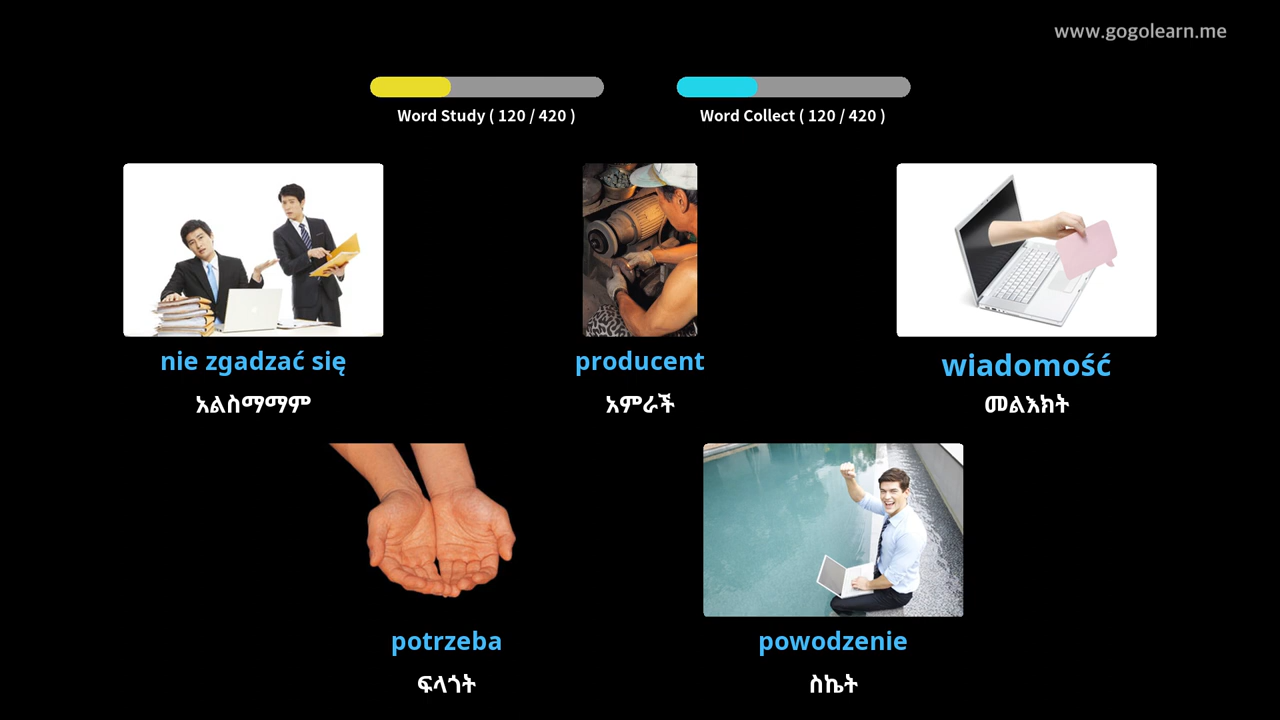 www.gogolearn.me
Word Study ( 120 / 420 )
Word Collect ( 120 / 420 )
nie zgadzać się
አልስማማም
producent
አምራች
wiadomość
መልእክት
potrzeba
ፍላጎት
powodzenie
ስኬት